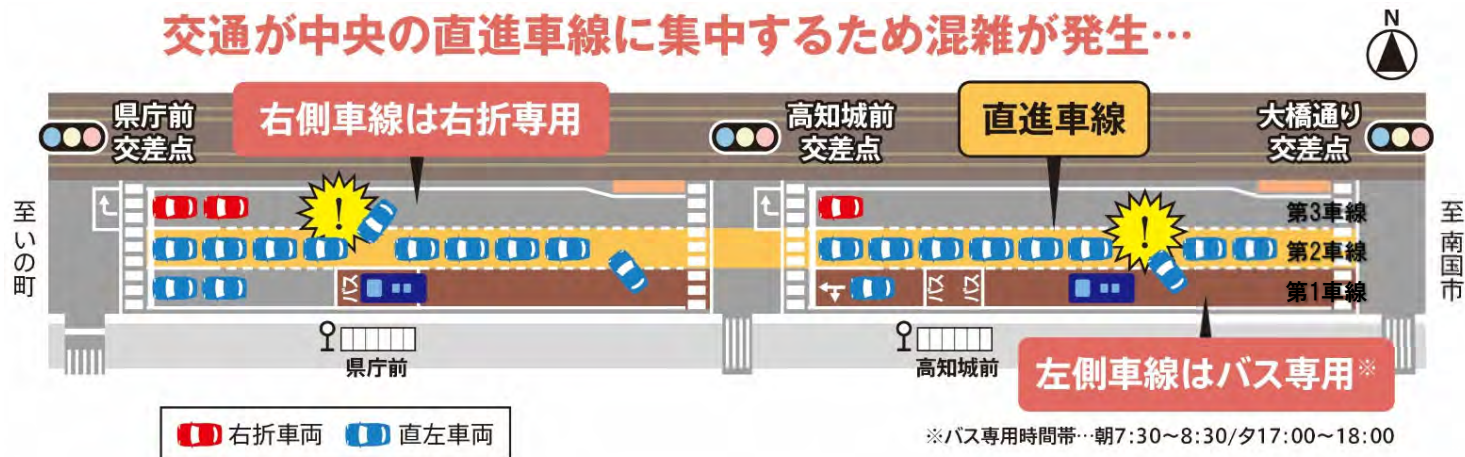 交通が中央の直進車線に集中するため混雑が発生…
N
県庁前
交差点
右側車線は右折専用
高知城前
交差点
直進車線
大橋通り
交差点
至いの町
至南国市
!
!
第3車線
第2車線
第1車線
バス
バス
バス
県庁前
高知城前
左側車線はバス専用※
右折車両
直左車両
※バス専用時間帯…朝7:30~8:30/夕17:00~18:00